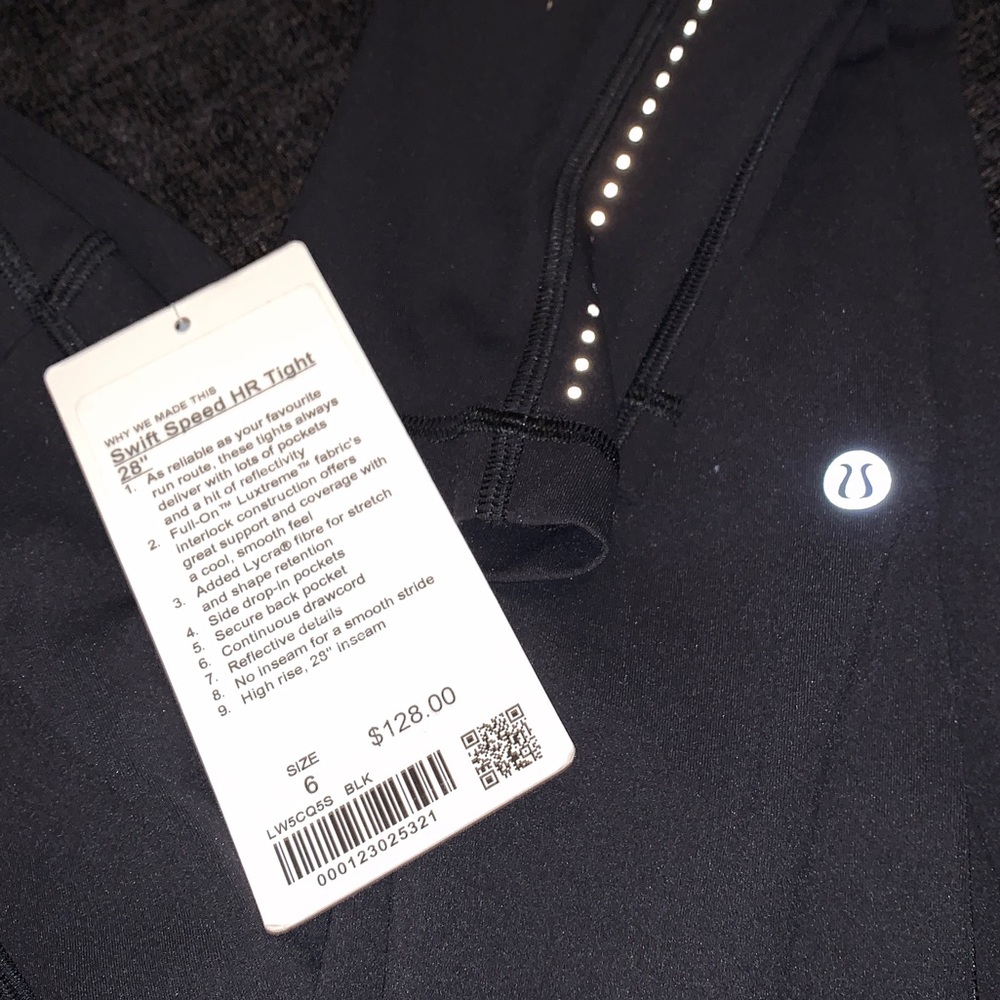 WHY WE MADE THIS
Swift Speed HR Tight
28"
1. As reliable as your favourite
run route, these tights always
deliver with lots of pockets
and a hit of reflectivity
2. Full-On™ Luxtreme™ fabric's
interlock construction offers
great support and coverage with
a cool, smooth feel
3. Added Lycra® fibre for stretch
and shape retention
4. Side drop-in pockets
5. Secure back pocket
6. Continuous drawcord
7. Reflective details
8. No inseam for a smooth stride
9. High rise, 28" inseam
$128.00
SIZE
6
LW5CQ5S BLK
000123025321